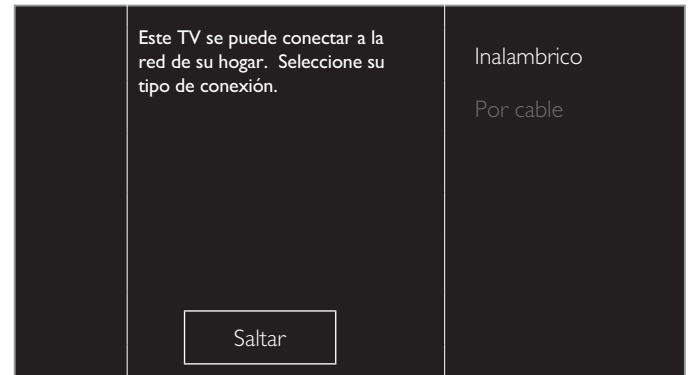 Este TV se puede conectar a la
red de su hogar. Seleccione su
tipo de conexión.
Inalambrico
Por cable
Saltar